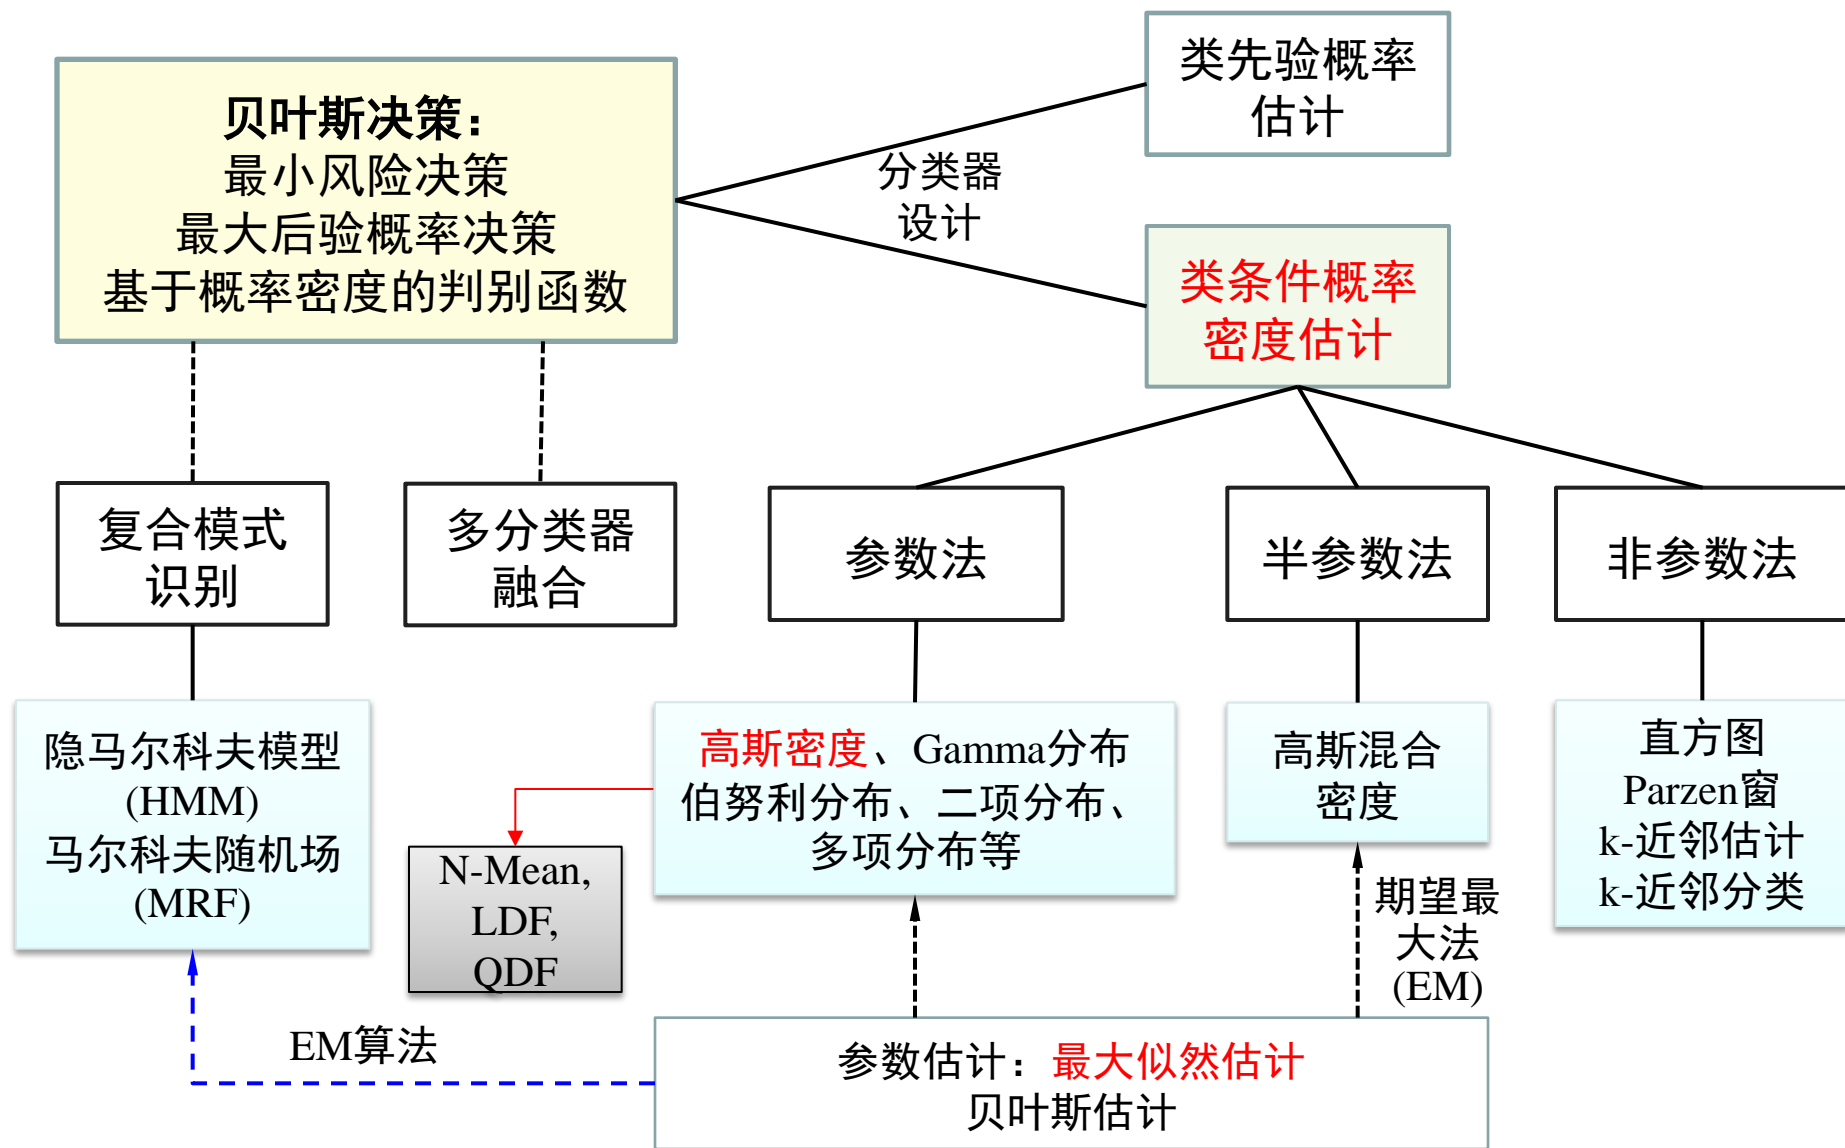 贝叶斯决策：
最小风险决策
最大后验概率决策
基于概率密度的判别函数
分类器
设计
类先验概率
估计
类条件概率
密度估计
复合模式
识别
多分类器
融合
参数法
半参数法
非参数法
隐马尔科夫模型
(HMM)
马尔科夫随机场
(MRF)
N-Mean,
LDF,
QDF
高斯密度、Gamma分布
伯努利分布、二项分布、
多项分布等
高斯混合
密度
直方图
Parzen窗
k-近邻估计
k-近邻分类
期望最
大法
(EM)
EM算法
参数估计：最大似然估计
贝叶斯估计